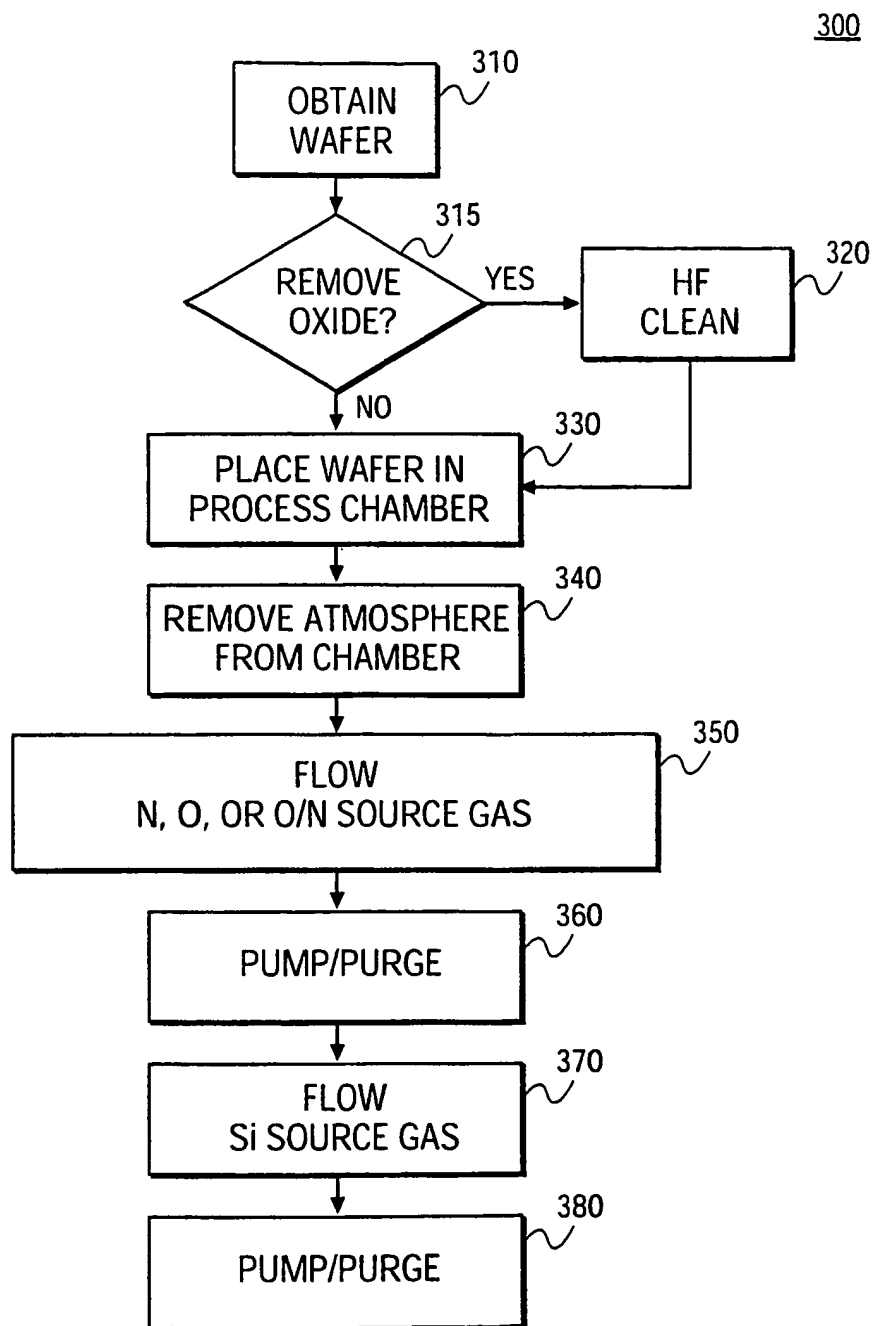 300
310
OBTAIN
WAFER
315
REMOVE
OXIDE?
YES
320
HF
CLEAN
NO
330
PLACE WAFER IN
PROCESS CHAMBER
340
REMOVE ATMOSPHERE
FROM CHAMBER
350
FLOW
N, O, OR O/N SOURCE GAS
360
PUMP/PURGE
370
FLOW
Si SOURCE GAS
380
PUMP/PURGE